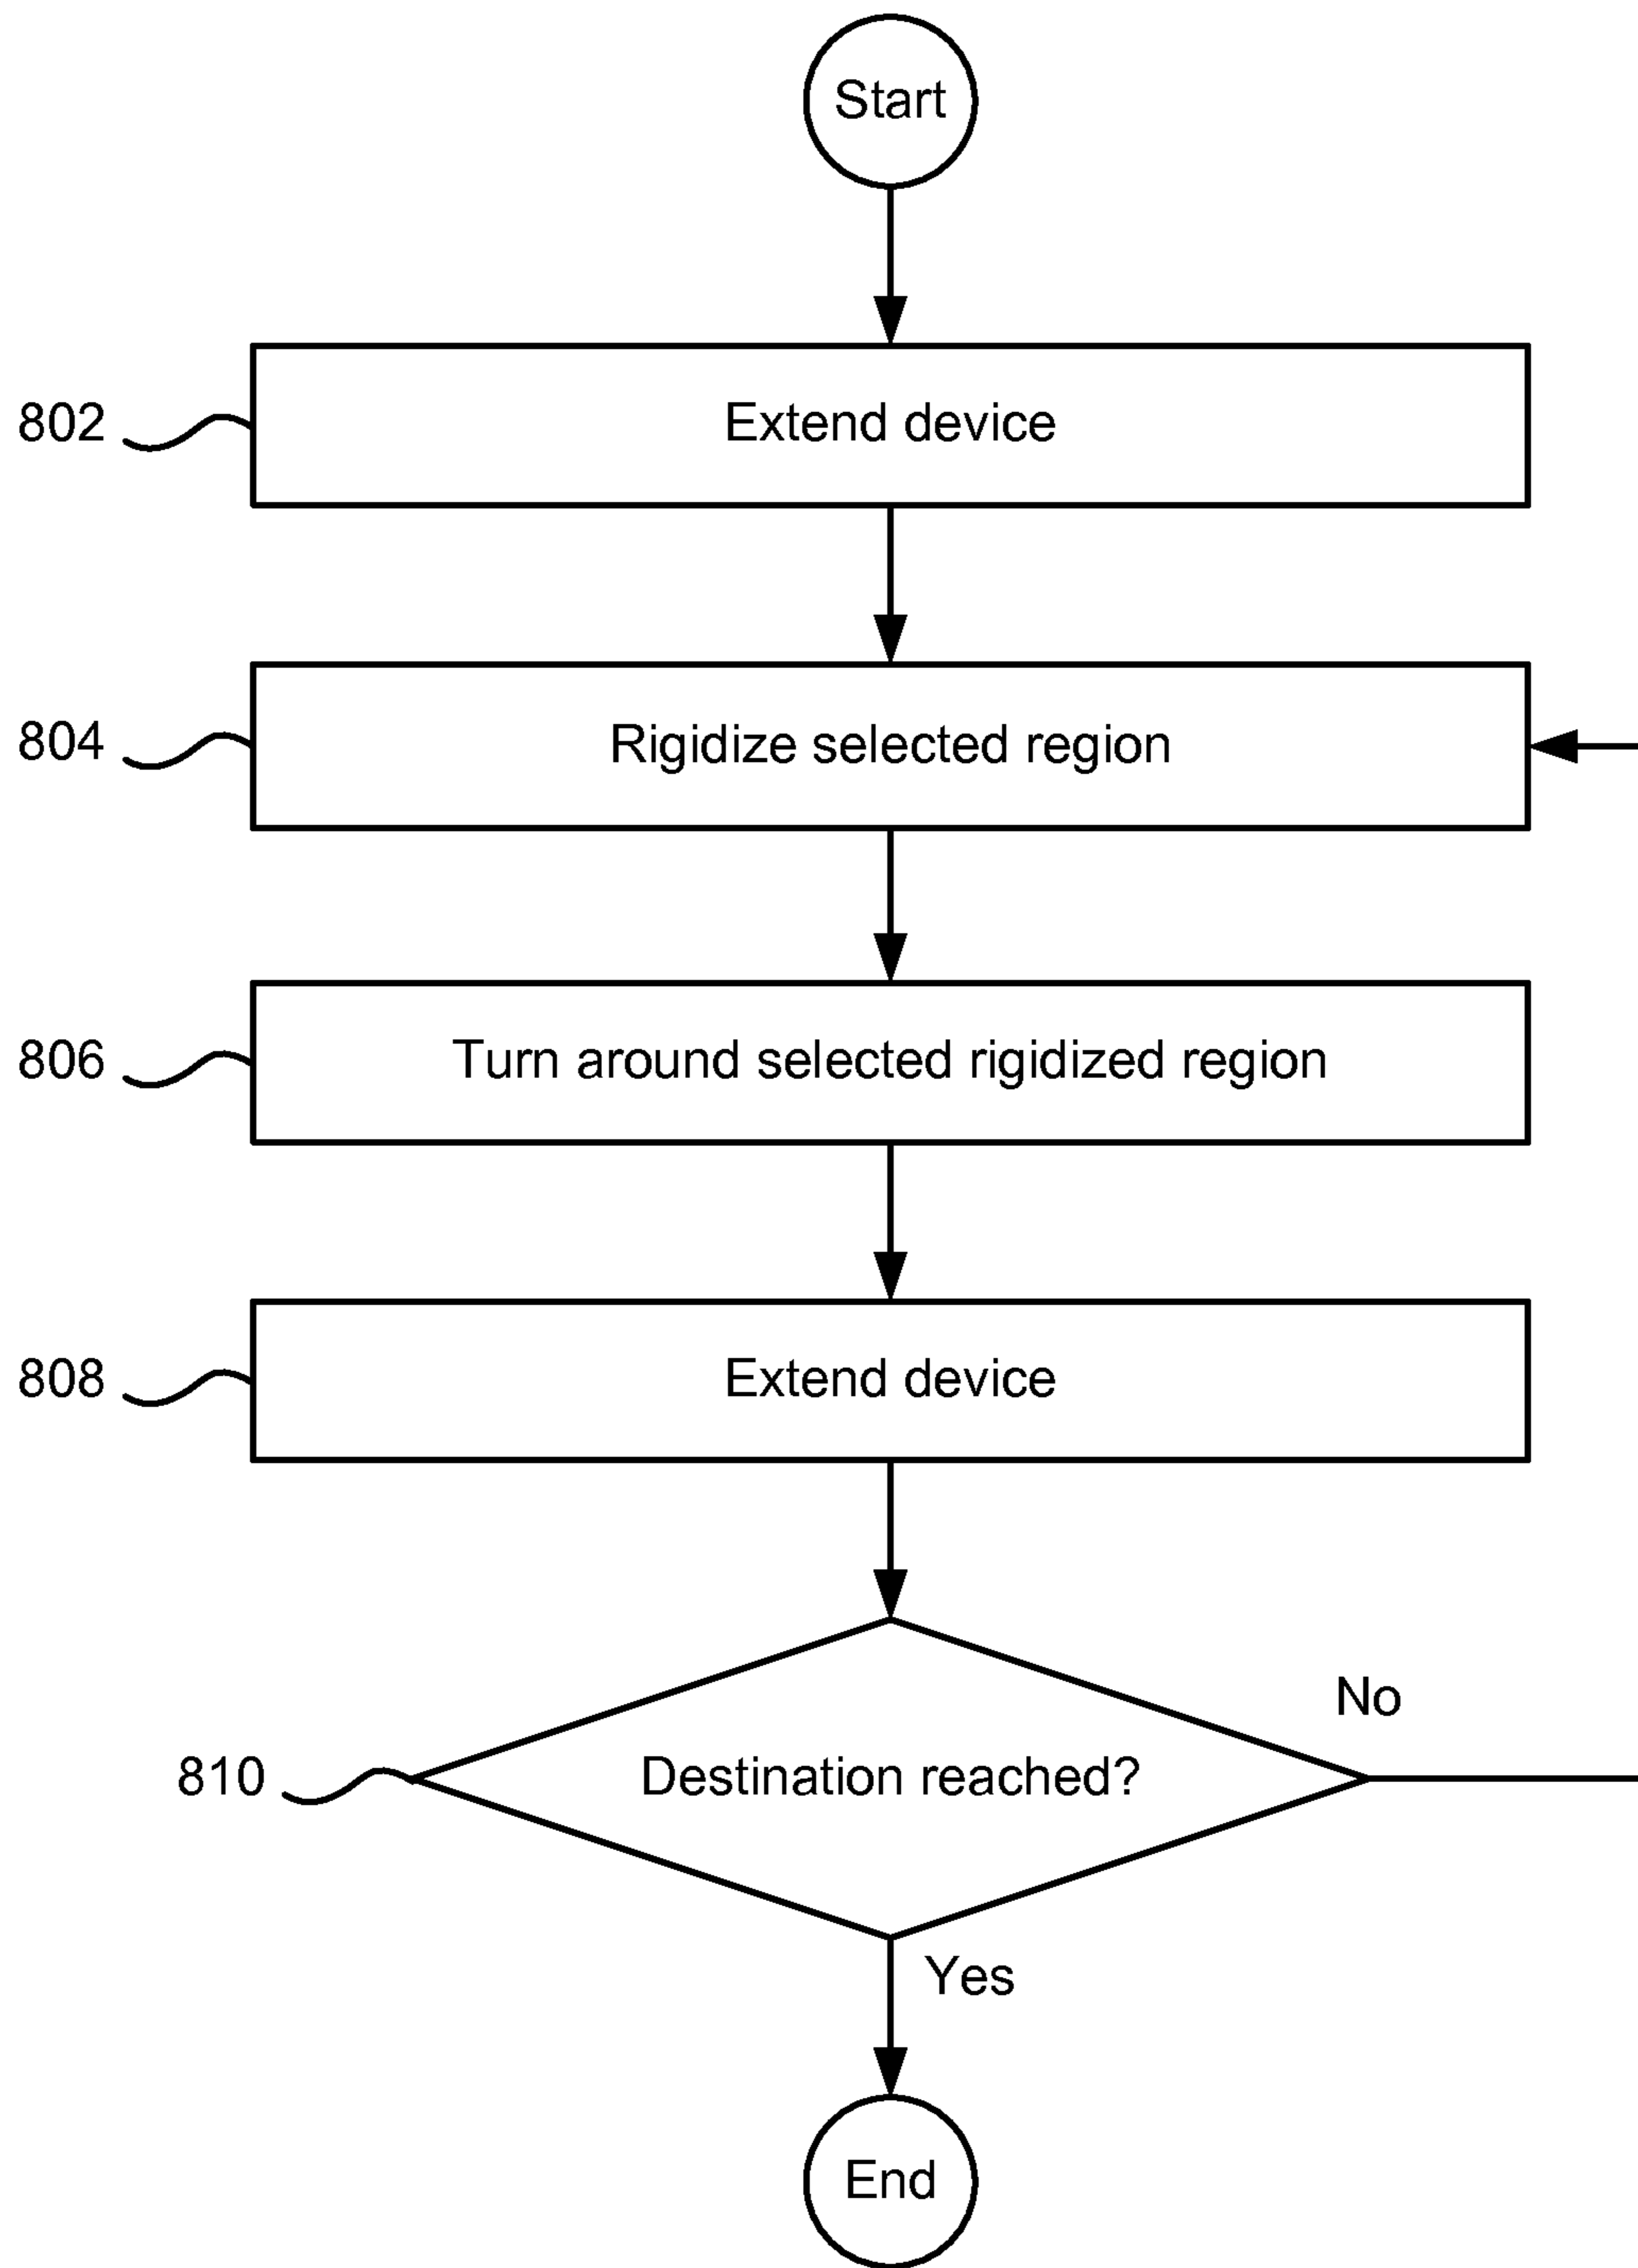 Start
802
Extend device
804
Rigidize selected region
806
Turn around selected rigidized region
808
Extend device
No
810
Destination reached?
Yes
End